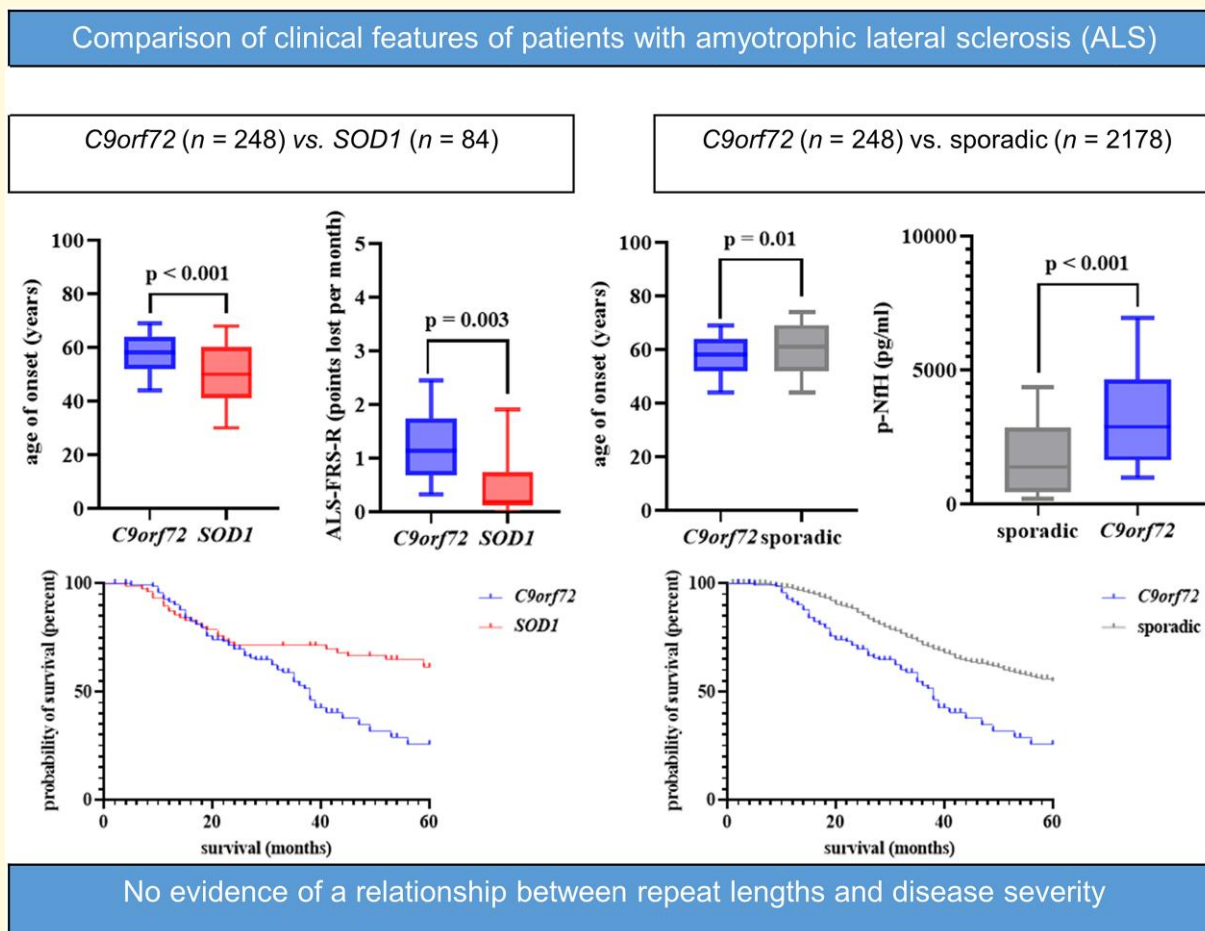 Comparison of clinical features of patients with amyotrophic lateral sclerosis (ALS)
C9orf72 (n = 248) vs. SOD1 (n = 84)
C9orf72 (n = 248) vs. sporadic (n = 2178)
age of onset (years)
100
80
60
40
20
0
p < 0.001
C9orf72 SOD1
ALS-FRS-R (points lost per month)
5
4
3
2
1
0
p = 0.003
C9orf72 SOD1
age of onset (years)
100
80
60
40
20
0
p = 0.01
C9orf72 sporadic
p-NfH (pg/ml)
10000
5000
0
p < 0.001
sporadic C9orf72
probability of survival (percent)
100
50
0
0 20 40 60
survival (months)
C9orf72
SOD1
probability of survival (percent)
100
50
0
0 20 40 60
survival (months)
C9orf72
sporadic
No evidence of a relationship between repeat lengths and disease severity